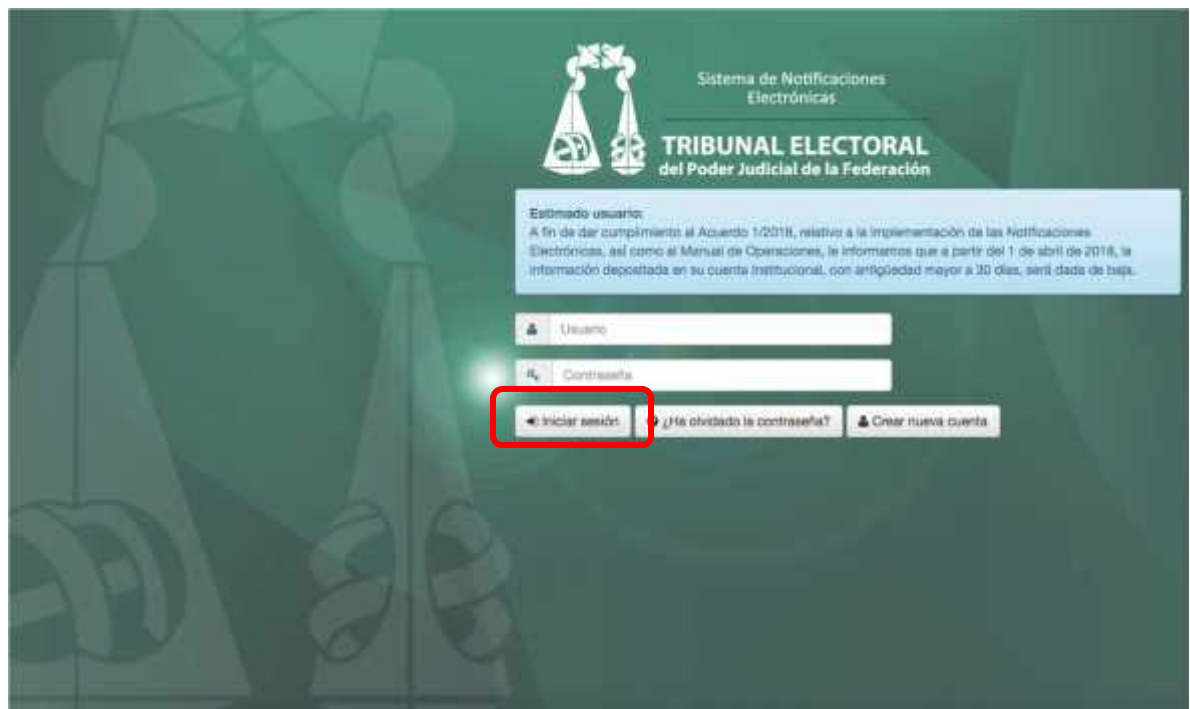 Sistema de Notificaciones
Electrónicas
TRIBUNAL ELECTORAL
del Poder Judicial de la Federación
Estimado usuario:
A fin de dar cumplimiento al Acuerdo 1/2018, relativo a la implementación de las Notificaciones
Electrónicas, así como al Manual de Operaciones, le informamos que a partir del 1 de abril de 2018, la
información depositada en su cuenta institucional, con antigüedad mayor a 30 días, será dada de baja.
Usuario
Contraseña
Iniciar sesión
¿Ha olvidado la contraseña?
Crear nueva cuenta